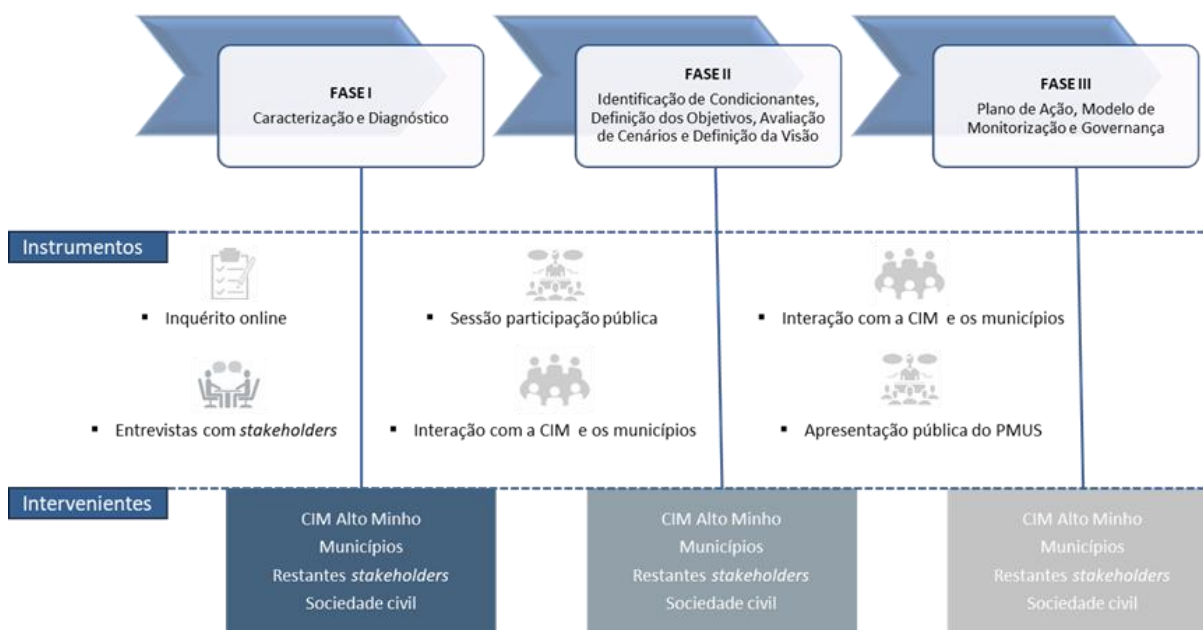 FASE I
Caracterização e Diagnóstico
FASE II
Identificação de Condicionantes,
Definição dos Objetivos, Avaliação
de Cenários e Definição da Visão
FASE III
Plano de Ação, Modelo de
Monitorização e Governança
Instrumentos
▪ Inquérito online
▪ Sessão participação pública
▪ Interação com a CIM e os municípios
▪ Entrevistas com stakeholders
▪ Interação com a CIM e os municípios
▪ Apresentação pública do PMUS
Intervenientes
CIM Alto Minho
Municípios
Restantes stakeholders
Sociedade civil
CIM Alto Minho
Municípios
Restantes stakeholders
Sociedade civil
CIM Alto Minho
Municípios
Restantes stakeholders
Sociedade civil